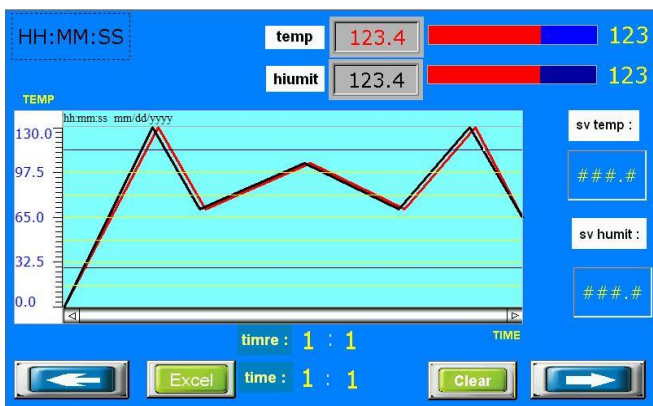 HH:MM:SS
temp 123.4 123
hiumit 123.4 123
TEMP
hh:mm:ss mm/dd/yyyy
130.0
97.5
65.0
32.5
0.0
sv temp :
###.#
sv humit :
###.#
TIME
timre : 1 : 1
time : 1 : 1
Excel
Clear